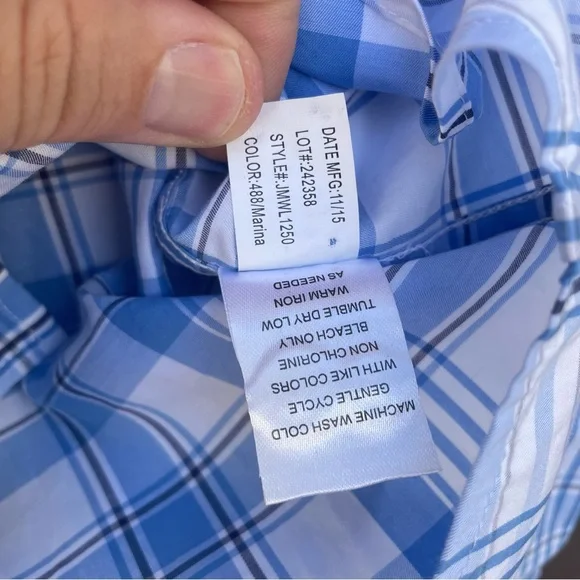 DATE MFG:11/15
LOT#:242358
STYLE#:JMWL1250
COLOR:488/Marina
MACHINE WASH COLD
GENTLE CYCLE
WITH LIKE COLORS
NON CHLORINE
BLEACH ONLY
TUMBLE DRY LOW
WARM IRON
AS NEEDED